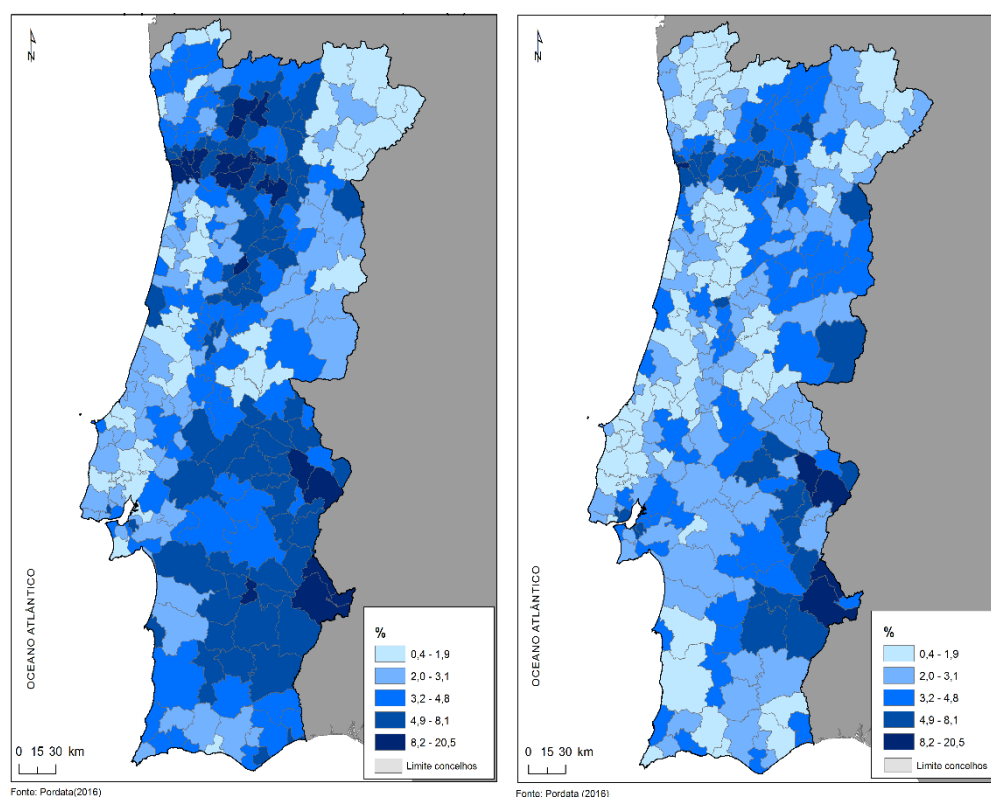 N
%
0,4 - 1,9
2,0 - 3,1
3,2 - 4,8
4,9 - 8,1
8,2 - 20,5
Limite concelhos
OCEANO ATLÂNTICO
0 15 30 km
Fonte: Pordata(2016)
N
%
0,4 - 1,9
2,0 - 3,1
3,2 - 4,8
4,9 - 8,1
8,2 - 20,5
Limite concelhos
OCEANO ATLÂNTICO
0 15 30 km
Fonte: Pordata (2016)